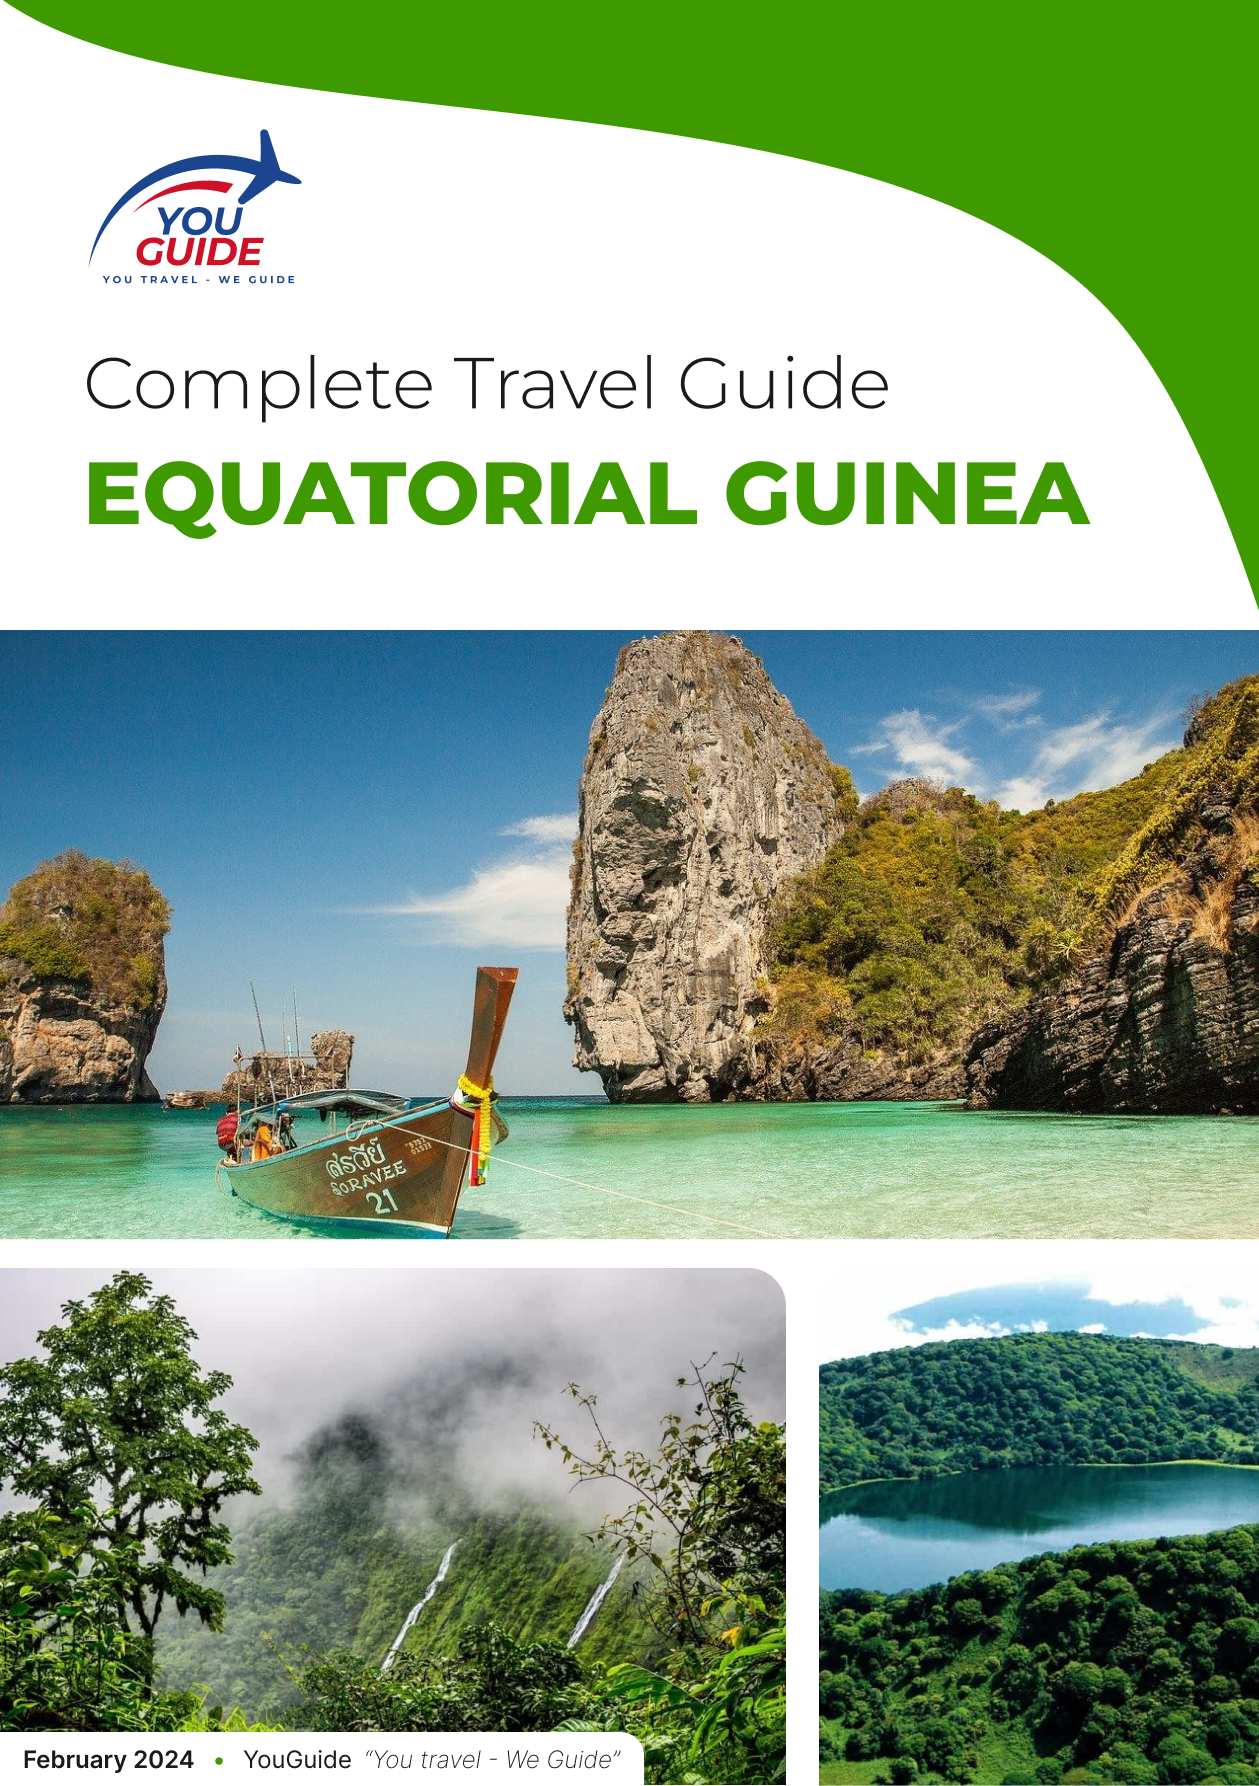 YOU
GUIDE
YOU TRAVEL - WE GUIDE
Complete Travel Guide
EQUATORIAL GUINEA
สรวีย์
SORAVEE
21
February 2024 • YouGuide “You travel - We Guide”